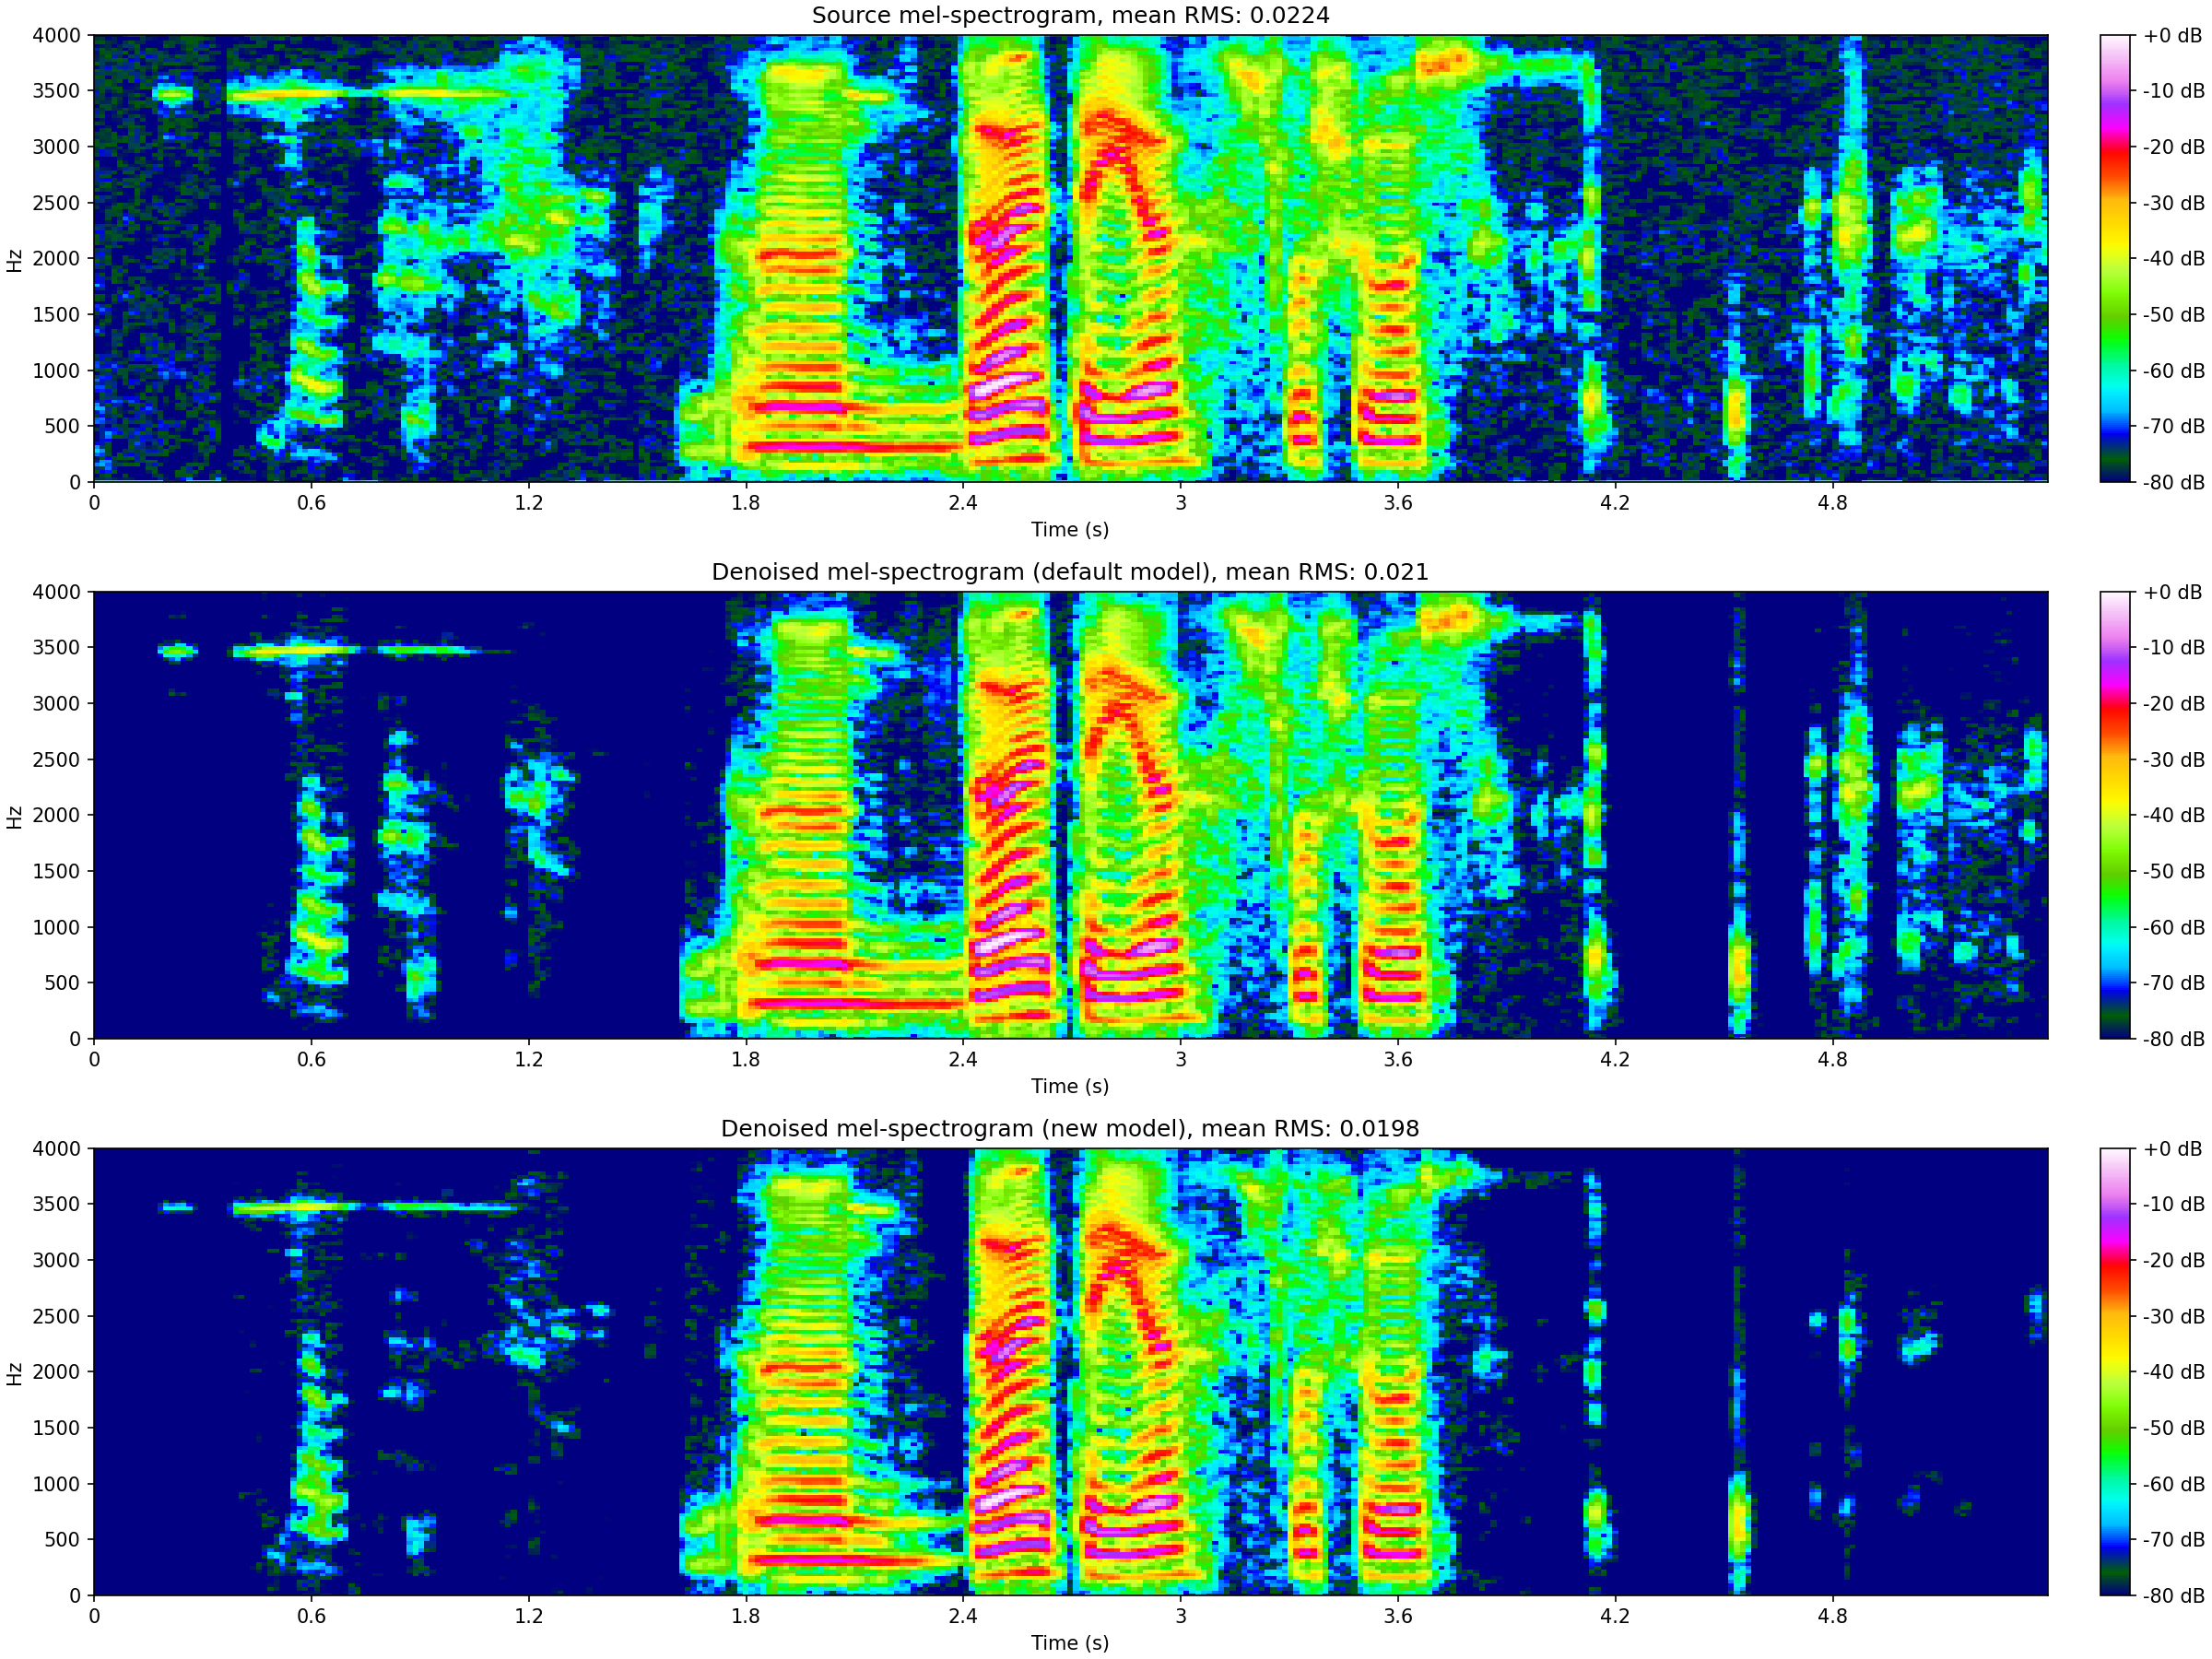 Source mel-spectrogram, mean RMS: 0.0224
4000
3500
3000
2500
2000
1500
1000
500
0
Hz
0 0.6 1.2 1.8 2.4 3 3.6 4.2 4.8
Time (s)
+0 dB
-10 dB
-20 dB
-30 dB
-40 dB
-50 dB
-60 dB
-70 dB
-80 dB
Denoised mel-spectrogram (default model), mean RMS: 0.021
4000
3500
3000
2500
2000
1500
1000
500
0
Hz
0 0.6 1.2 1.8 2.4 3 3.6 4.2 4.8
Time (s)
+0 dB
-10 dB
-20 dB
-30 dB
-40 dB
-50 dB
-60 dB
-70 dB
-80 dB
Denoised mel-spectrogram (new model), mean RMS: 0.0198
4000
3500
3000
2500
2000
1500
1000
500
0
Hz
0 0.6 1.2 1.8 2.4 3 3.6 4.2 4.8
Time (s)
+0 dB
-10 dB
-20 dB
-30 dB
-40 dB
-50 dB
-60 dB
-70 dB
-80 dB